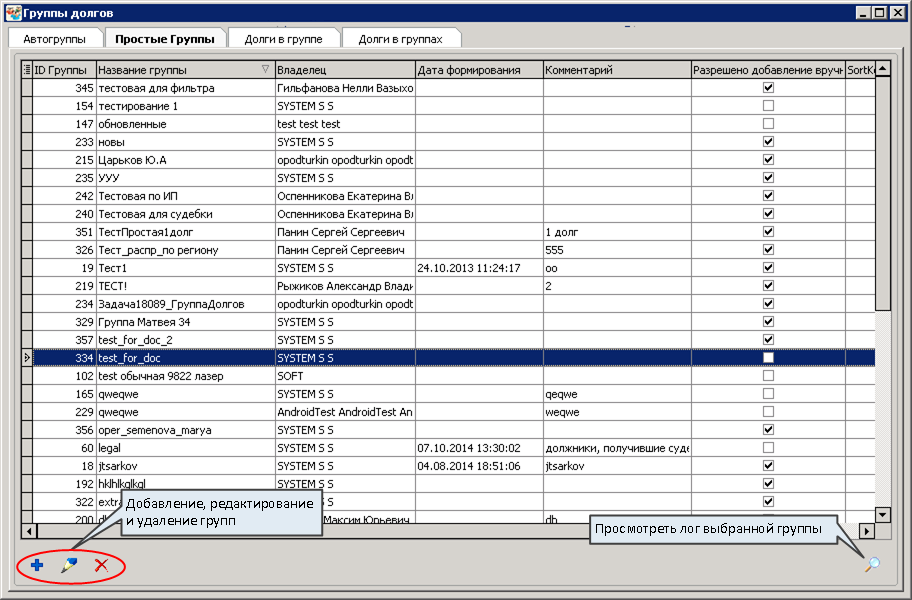 Группы долгов
Автогруппы Простые Группы Долги в группе Долги в группах
ID Группы Название группы Владелец Дата формирования Комментарий Разрешено добавление вручн SortKe
345 тестовая для фильтра Гильфанова Нелли Вазыхо
154 тестирование 1 SYSTEM S S
147 обновленные test test test
233 новы SYSTEM S S
215 Царьков Ю.А opodturkin opodturkin opodt
235 УУУ SYSTEM S S
242 Тестовая по ИП Оспенникова Екатерина Вл
240 Тестовая для судебки Оспенникова Екатерина Вл
351 ТестПростая1долг Панин Сергей Сергеевич 1 долг
326 Тест_распр_по региону Панин Сергей Сергеевич 555
19 Тест1 SYSTEM S S 24.10.2013 11:24:17 оо
219 ТЕСТ! Рыжиков Александр Влади 2
234 Задача18089_ГруппаДолгов opodturkin opodturkin opodt
329 Группа Матвея 34 SYSTEM S S
357 test_for_doc_2 SYSTEM S S
334 test_for_doc SYSTEM S S
102 test обычная 9822 лазер SOFT
165 qweqwe SYSTEM S S qeqwe
229 qweqwe AndroidTest AndroidTest An weqwe
356 oper_semenova_marya SYSTEM S S
60 legal SYSTEM S S 07.10.2014 13:30:02 должники, получившие суде
18 jtsarkov SYSTEM S S 04.08.2014 18:51:06 jtsarkov
192 hklhlkglkgl SYSTEM S S
322 extra S S
200 Максим Юрьевич db
Добавление, редактирование
и удаление групп
Просмотреть лог выбранной группы